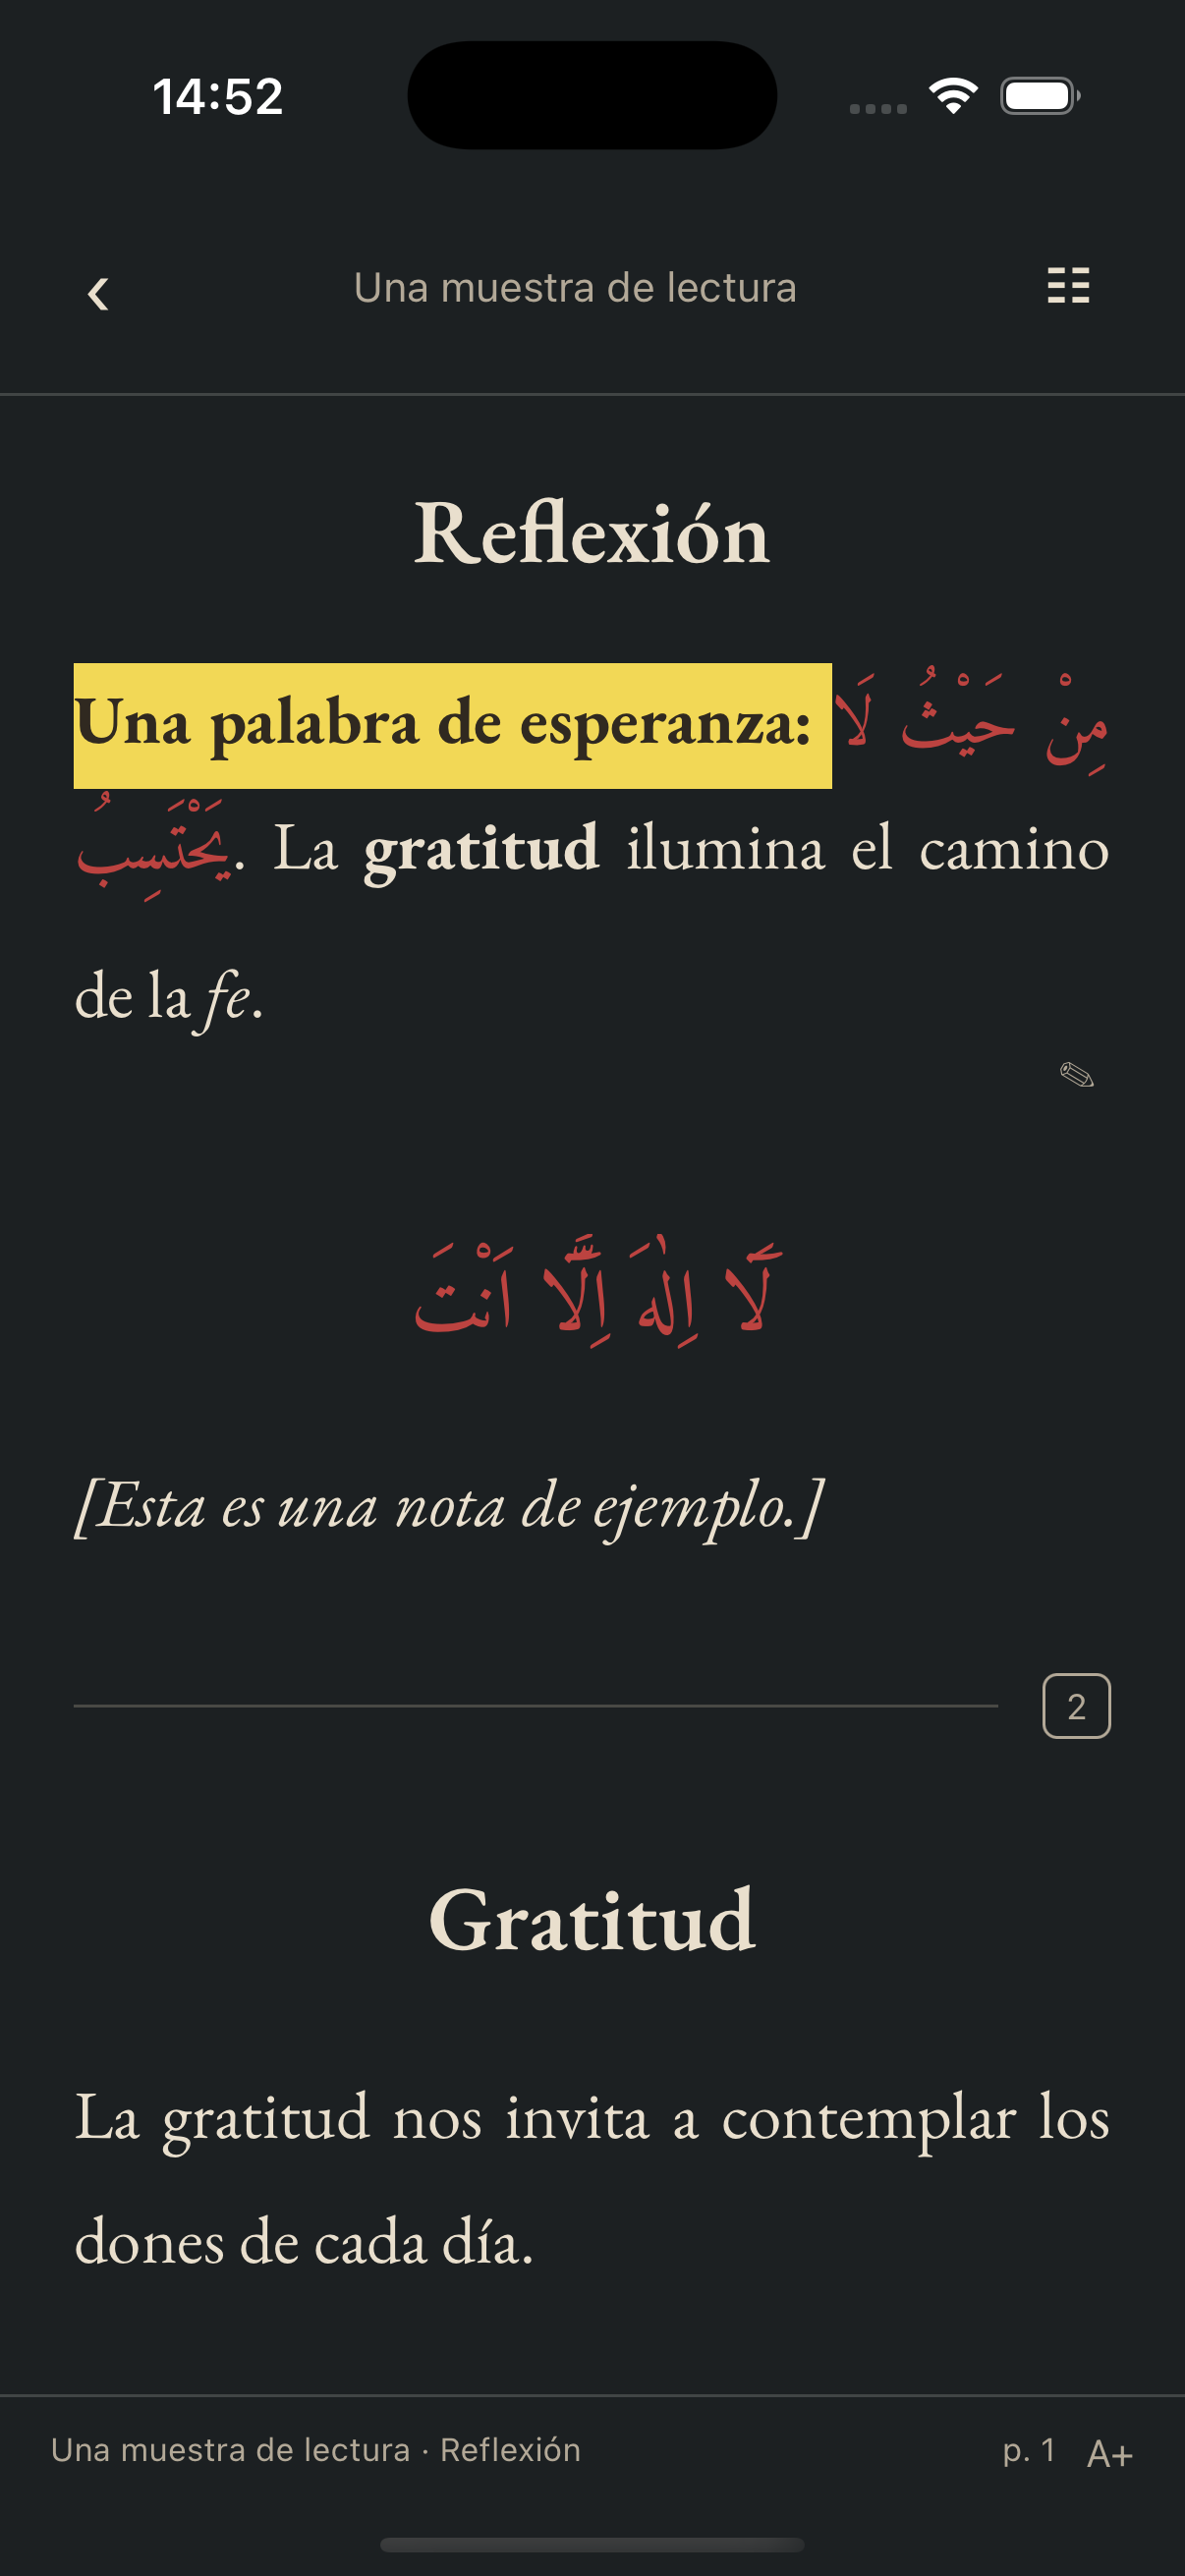 14:52
Una muestra de lectura
Reflexión
Una palabra de esperanza: مِنْ حَيْثُ لَا
يَحْتَسِبُ. La gratitud ilumina el camino
de la fe.
لَٓا اِلٰهَ اِلَّٓا اَنْتَ
[Esta es una nota de ejemplo.]
2
Gratitud
La gratitud nos invita a contemplar los
dones de cada día.
Una muestra de lectura · Reflexión p. 1 A+